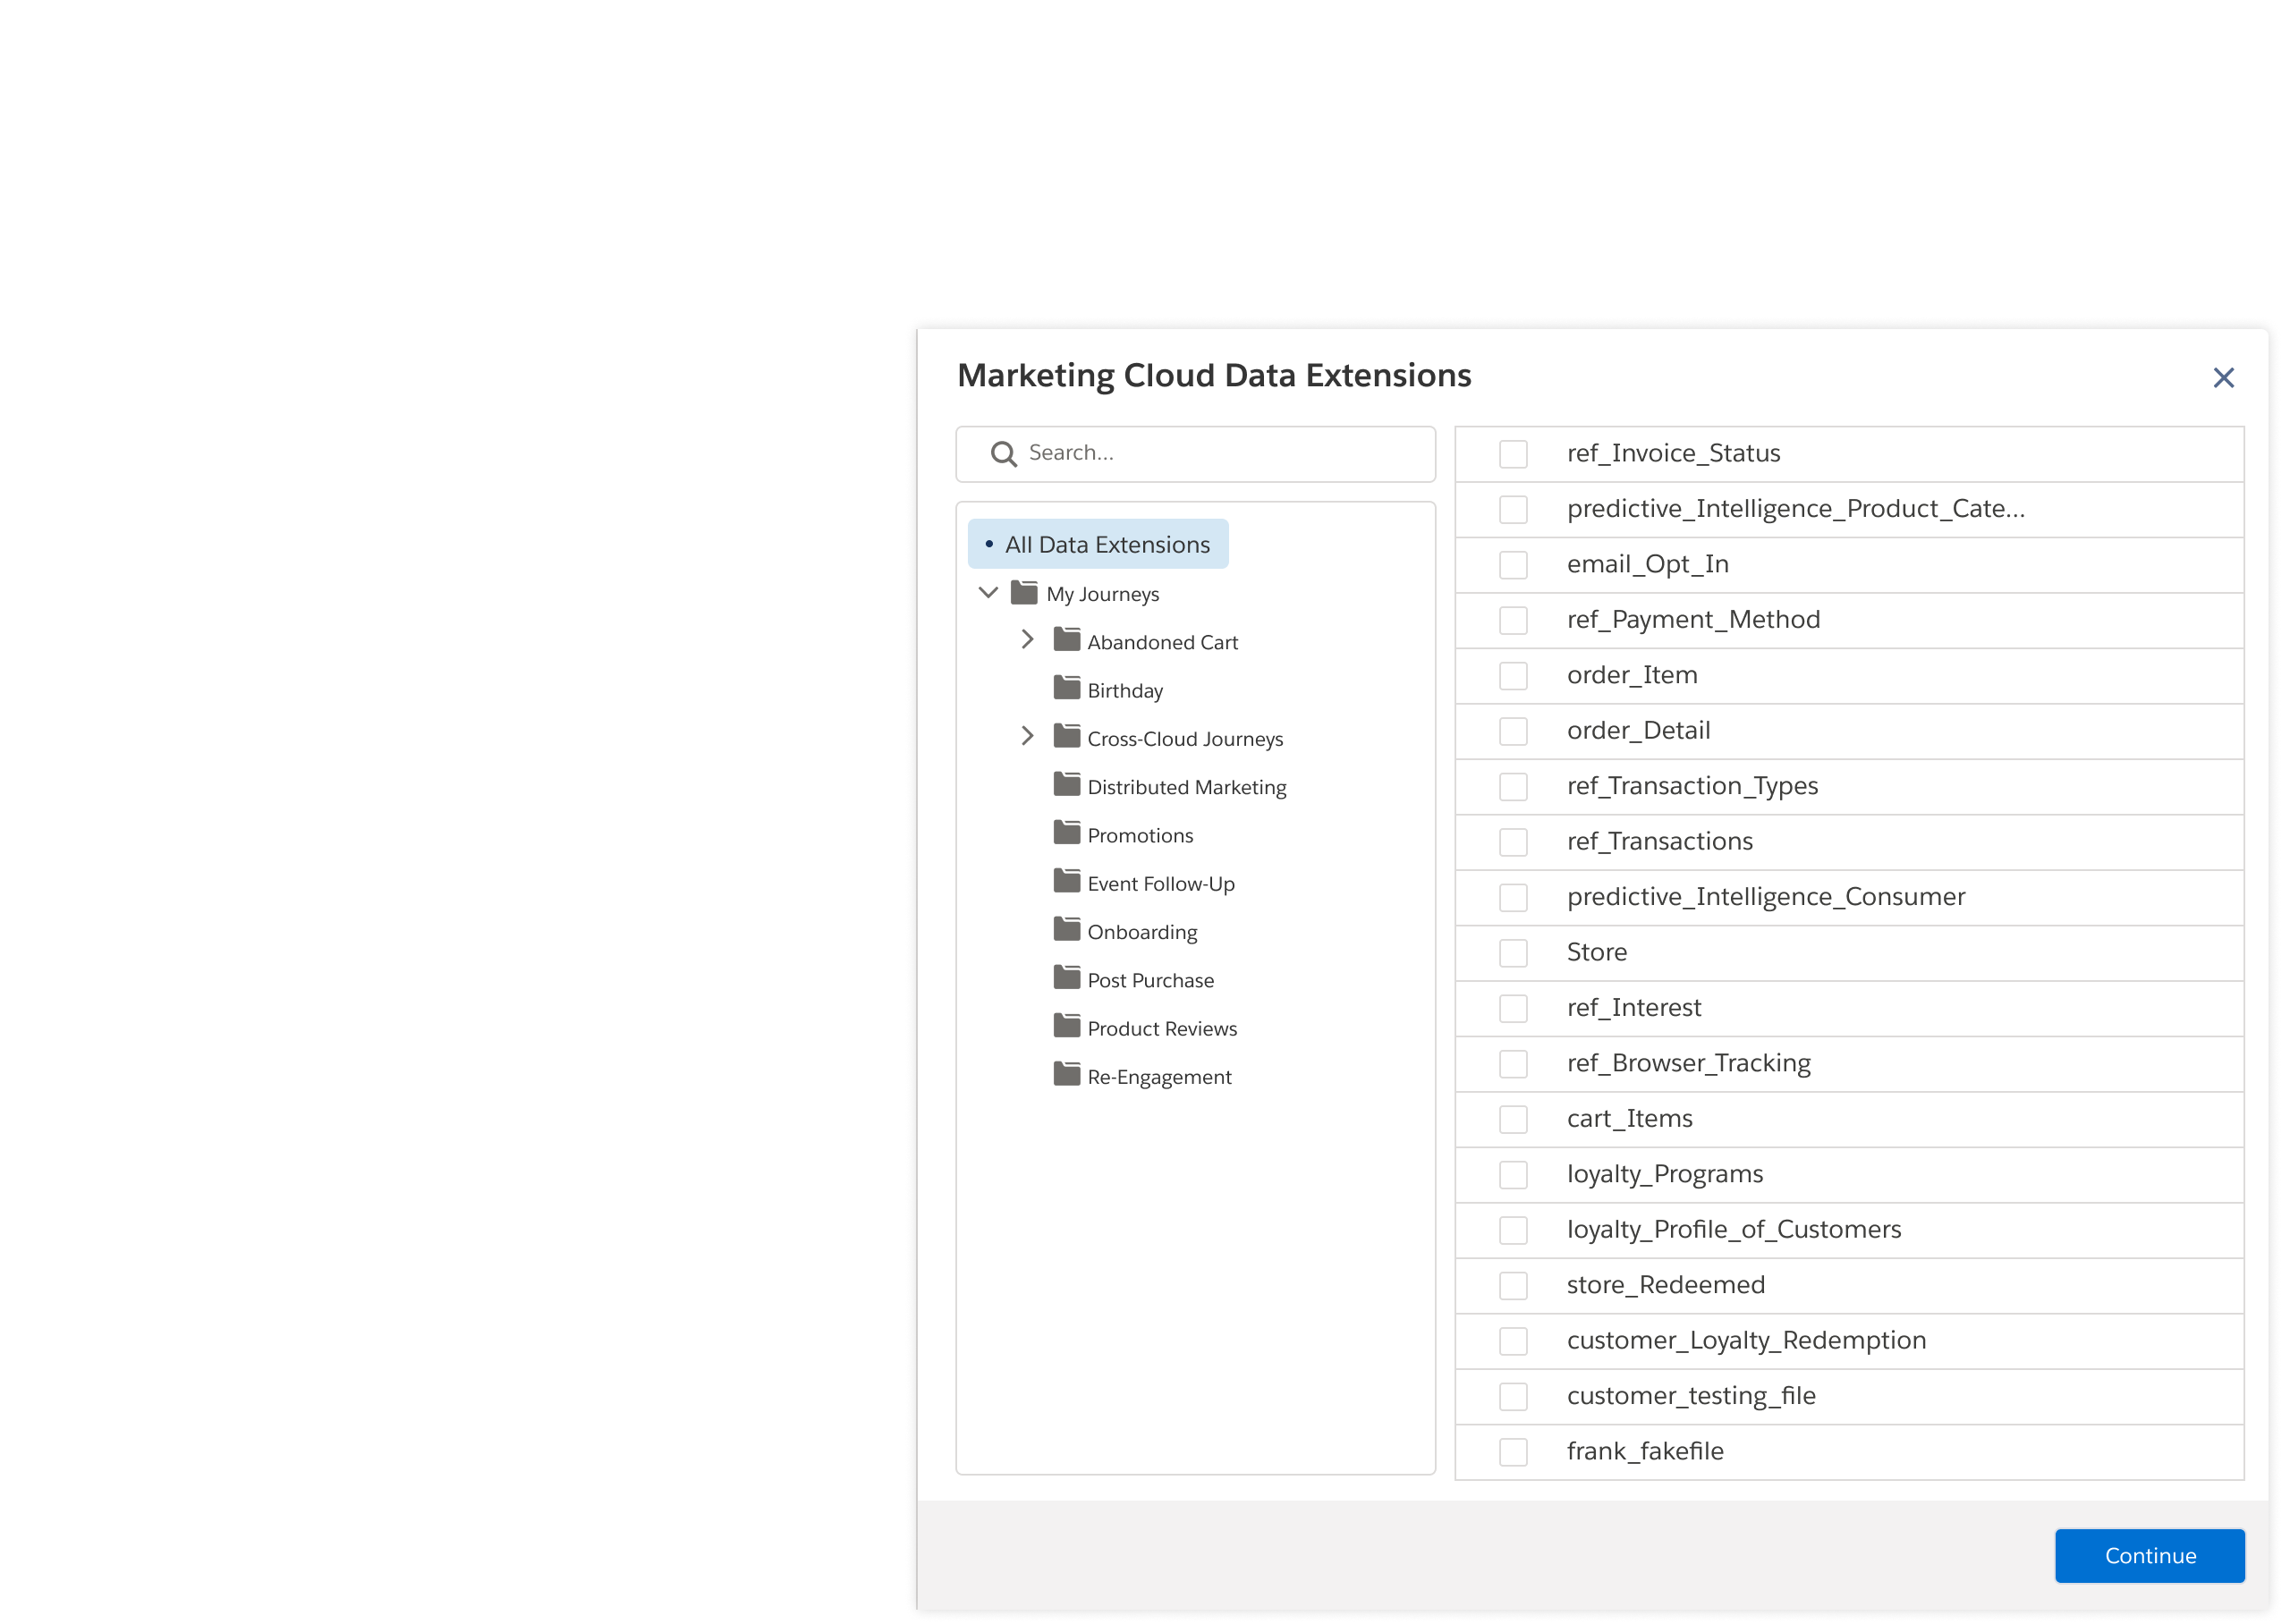 Marketing Cloud Data Extensions
Search...
All Data Extensions
My Journeys
Abandoned Cart
Birthday
Cross-Cloud Journeys
Distributed Marketing
Promotions
Event Follow-Up
Onboarding
Post Purchase
Product Reviews
Re-Engagement
ref_Invoice_Status
predictive_Intelligence_Product_Cate...
email_Opt_In
ref_Payment_Method
order_Item
order_Detail
ref_Transaction_Types
ref_Transactions
predictive_Intelligence_Consumer
Store
ref_Interest
ref_Browser_Tracking
cart_Items
loyalty_Programs
loyalty_Profile_of_Customers
store_Redeemed
customer_Loyalty_Redemption
customer_testing_file
frank_fakefile
Continue